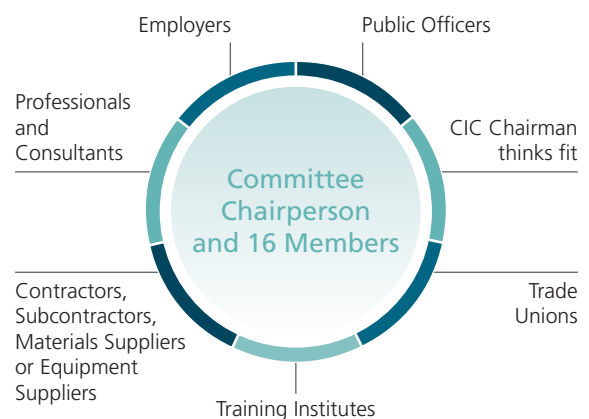 Employers
Public Officers
Professionals
and
Consultants
CIC Chairman
thinks fit
Committee
Chairperson
and 16 Members
Contractors,
Subcontractors,
Materials Suppliers
or Equipment
Suppliers
Trade
Unions
Training Institutes